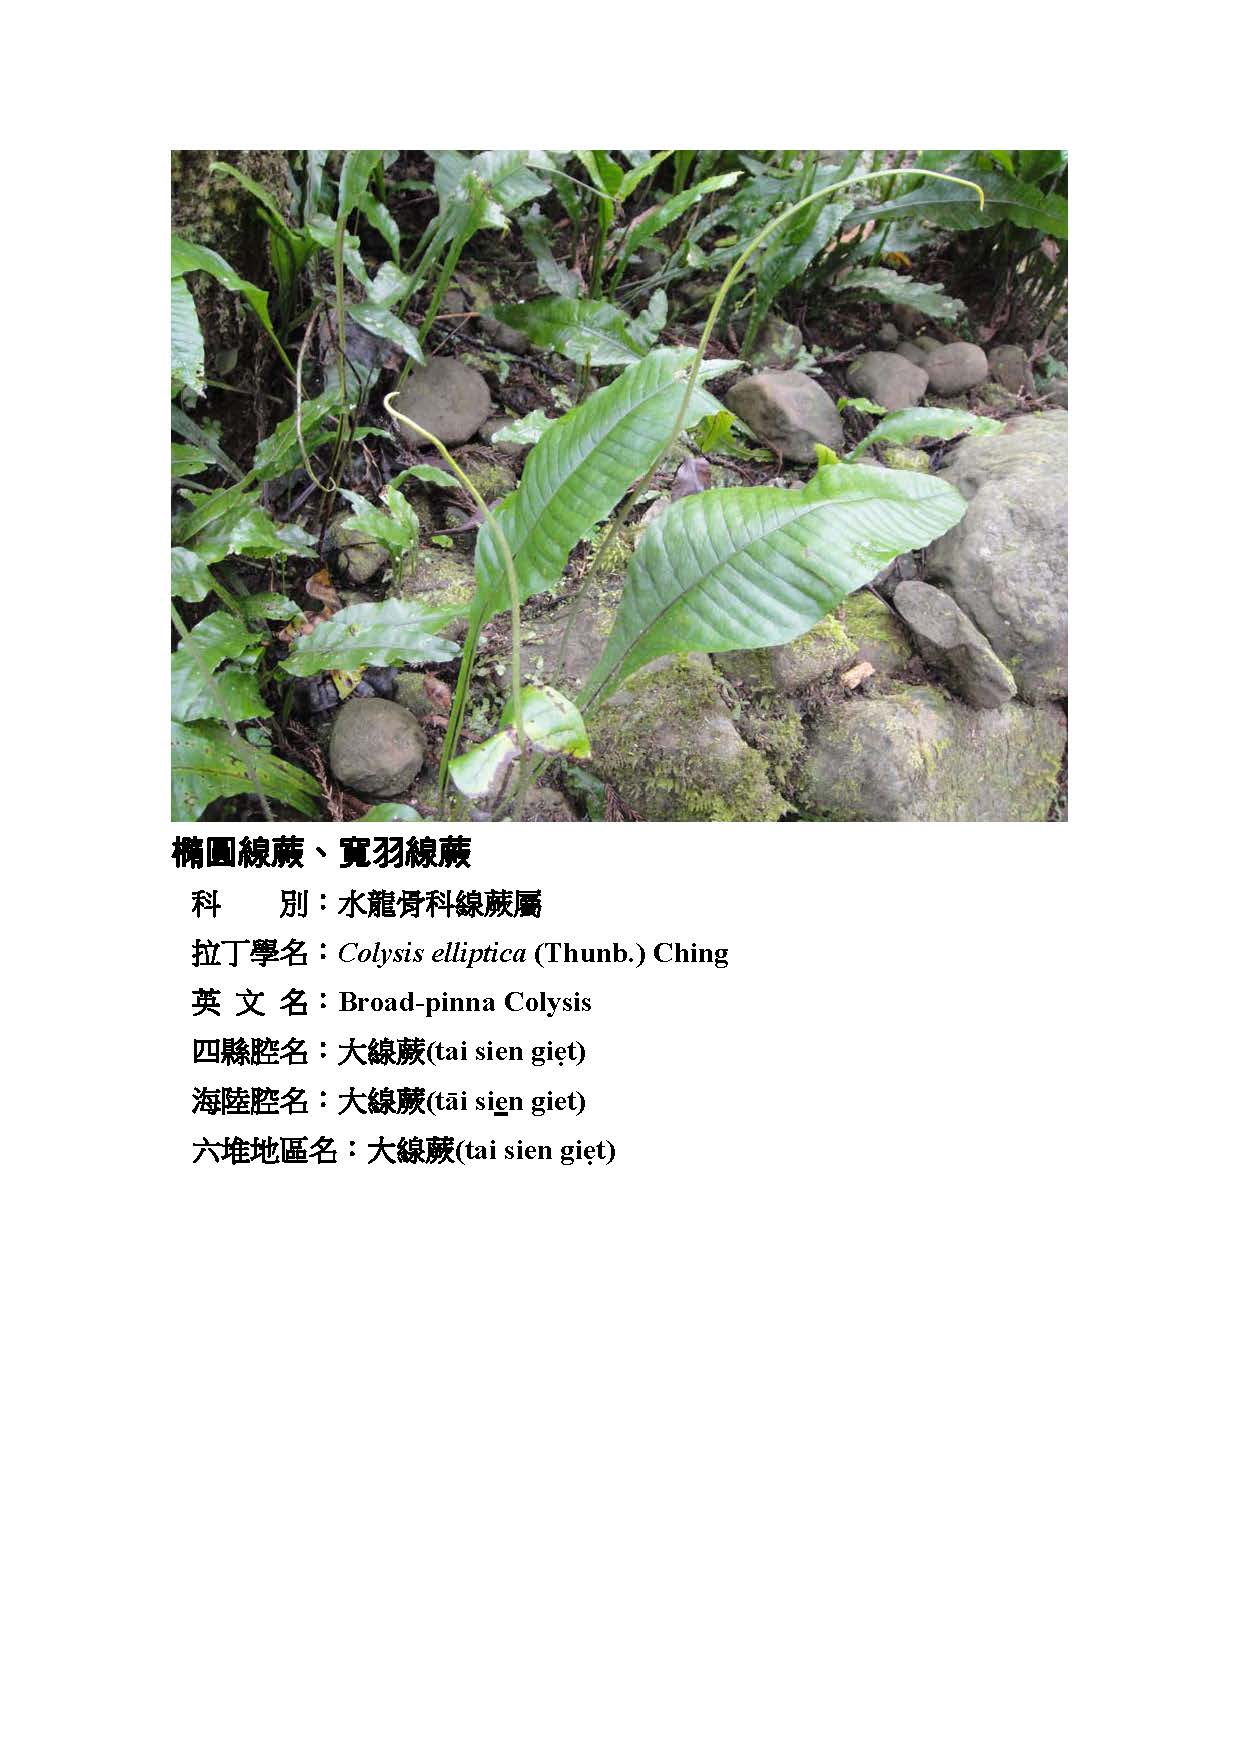 橢圓線蕨、寬羽線蕨
科　　別：水龍骨科線蕨屬
拉丁學名：Colysis elliptica (Thunb.) Ching
英 文 名：Broad-pinna Colysis
四縣腔名：大線蕨(tai sien giẹt)
海陸腔名：大線蕨(tāi si<u>e</u>n giet)
六堆地區名：大線蕨(tai sien giẹt)